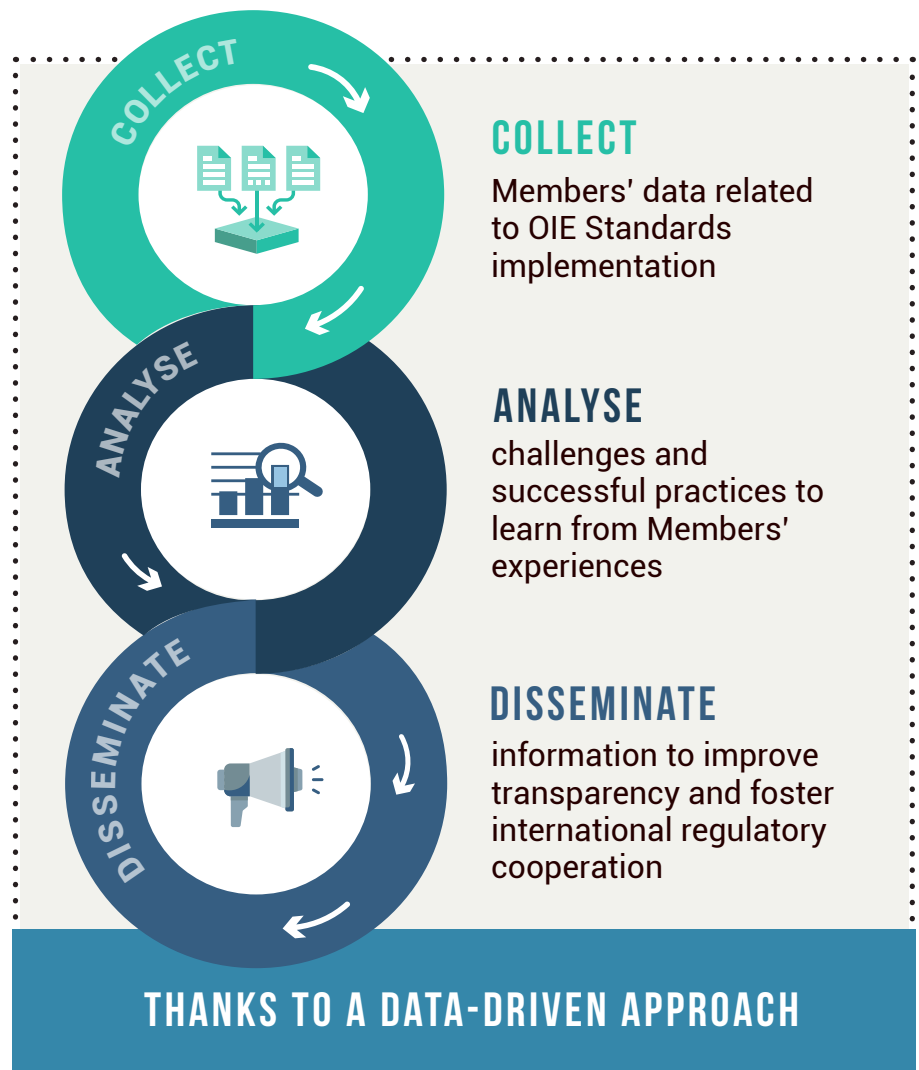 COLLECT
COLLECT
Members' data related
to OIE Standards
implementation
ANALYSE
ANALYSE
challenges and
successful practices to
learn from Members'
experiences
DISSEMINATE
DISSEMINATE
information to improve
transparency and foster
international regulatory
cooperation
THANKS TO A DATA-DRIVEN APPROACH